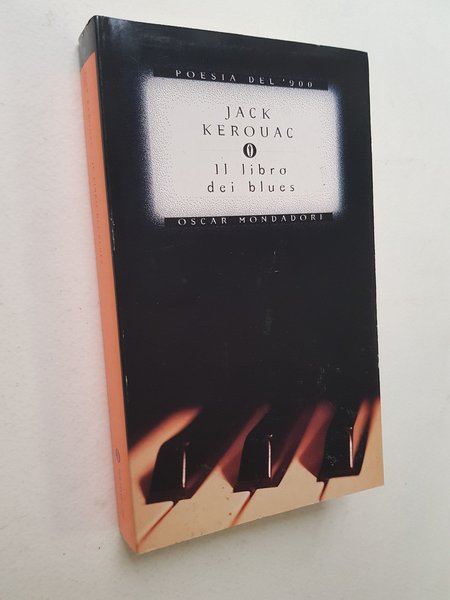 POESIA DEL '900
JACK
KEROUAC
Il libro
dei blues
OSCAR MONDADORI